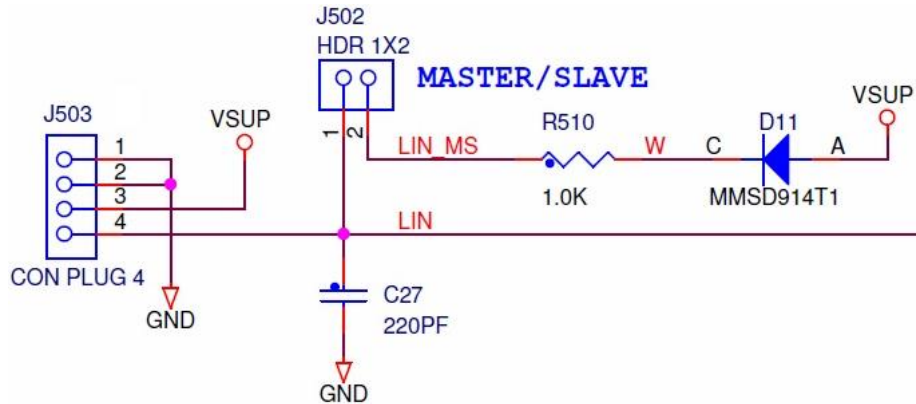 J502
HDR 1X2
MASTER/SLAVE
J503
VSUP
VSUP
1
2
3
4
1
2
LIN_MS
R510
1.0K
W
C
D11
A
MMSD914T1
LIN
CON PLUG 4
GND
C27
220PF
GND